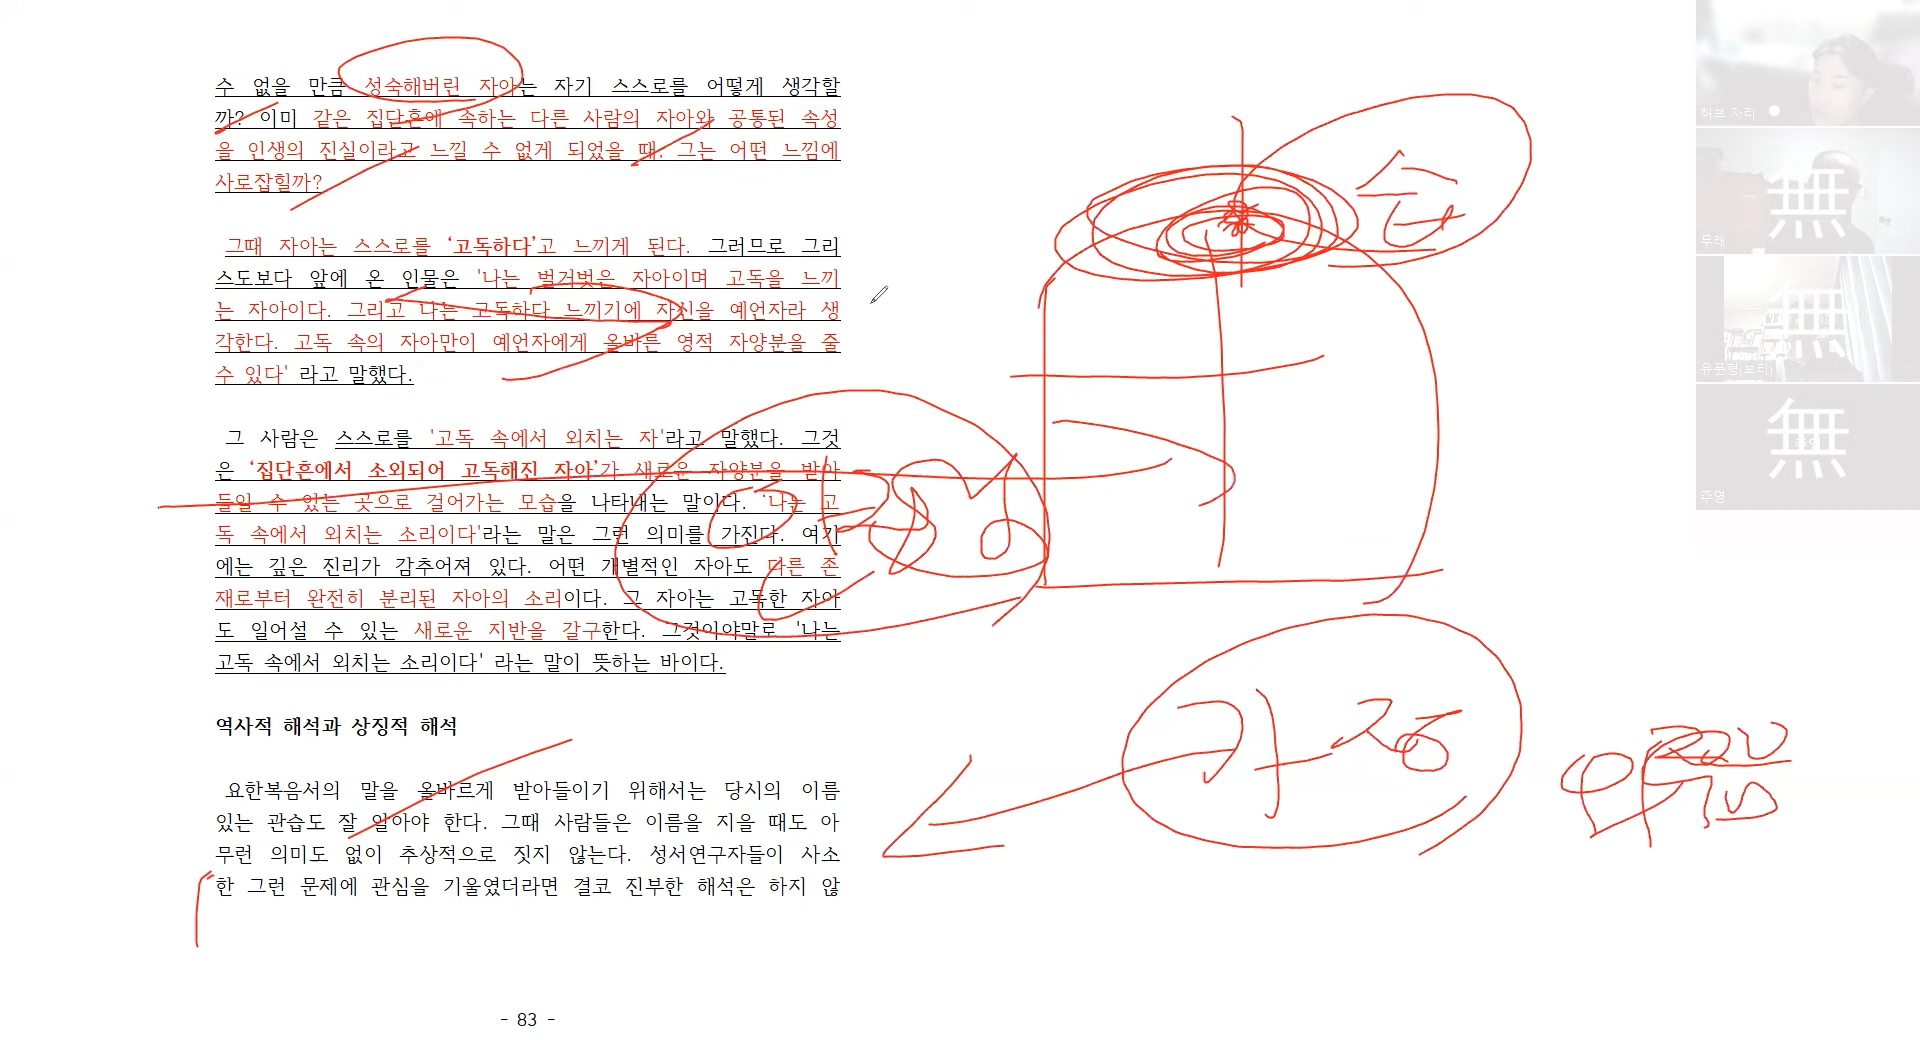 수 없을 만큼 성숙해버린 자아는 자기 스스로를 어떻게 생각할
까? 이미 같은 집단혼에 속하는 다른 사람의 자아와 공통된 속성
을 인생의 진실이라고 느낄 수 없게 되었을 때, 그는 어떤 느낌에
사로잡힐까?
그때 자아는 스스로를 ‘고독하다’고 느끼게 된다. 그러므로 그리
스도보다 앞에 온 인물은 '나는 벌거벗은 자아이며 고독을 느끼
는 자아이다. 그리고 나는 고독하다 느끼기에 자신을 예언자라 생
각한다. 고독 속의 자아만이 예언자에게 올바른 영적 자양분을 줄
수 있다' 라고 말했다.
그 사람은 스스로를 '고독 속에서 외치는 자'라고 말했다. 그것
은 ‘집단혼에서 소외되어 고독해진 자아’가 새로운 자양분을 받아
들일 수 있는 곳으로 걸어가는 모습을 나타내는 말이다. '나는 고
독 속에서 외치는 소리이다'라는 말은 그런 의미를 가진다. 여기
에는 깊은 진리가 감추어져 있다. 어떤 개별적인 자아도 다른 존
재로부터 완전히 분리된 자아의 소리이다. 그 자아는 고독한 자아
도 일어설 수 있는 새로운 지반을 갈구한다. 그것이야말로 '나는
고독 속에서 외치는 소리이다' 라는 말이 뜻하는 바이다.
역사적 해석과 상징적 해석
요한복음서의 말을 올바르게 받아들이기 위해서는 당시의 이름
있는 관습도 잘 알아야 한다. 그때 사람들은 이름을 지을 때도 아
무런 의미도 없이 추상적으로 짓지 않는다. 성서연구자들이 사소
한 그런 문제에 관심을 기울였더라면 결코 진부한 해석은 하지 않
- 83 -
가정
허브 자리
無
무래
無
유문형(보리)
無
주영